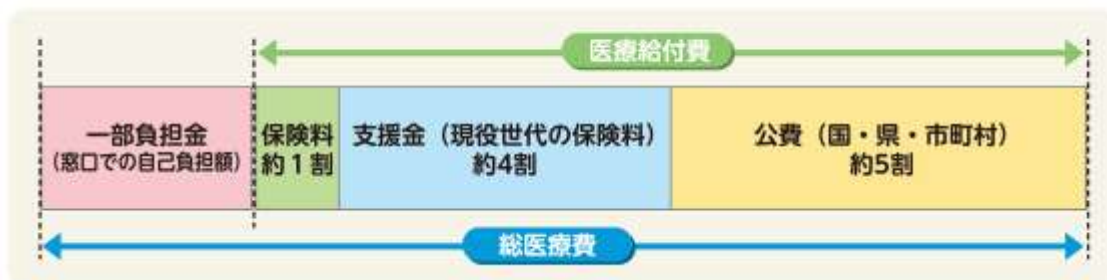 医療給付費
一部負担金
（窓口での自己負担額）
保険料
約1割
支援金（現役世代の保険料）
約4割
公費（国・県・市町村）
約5割
総医療費